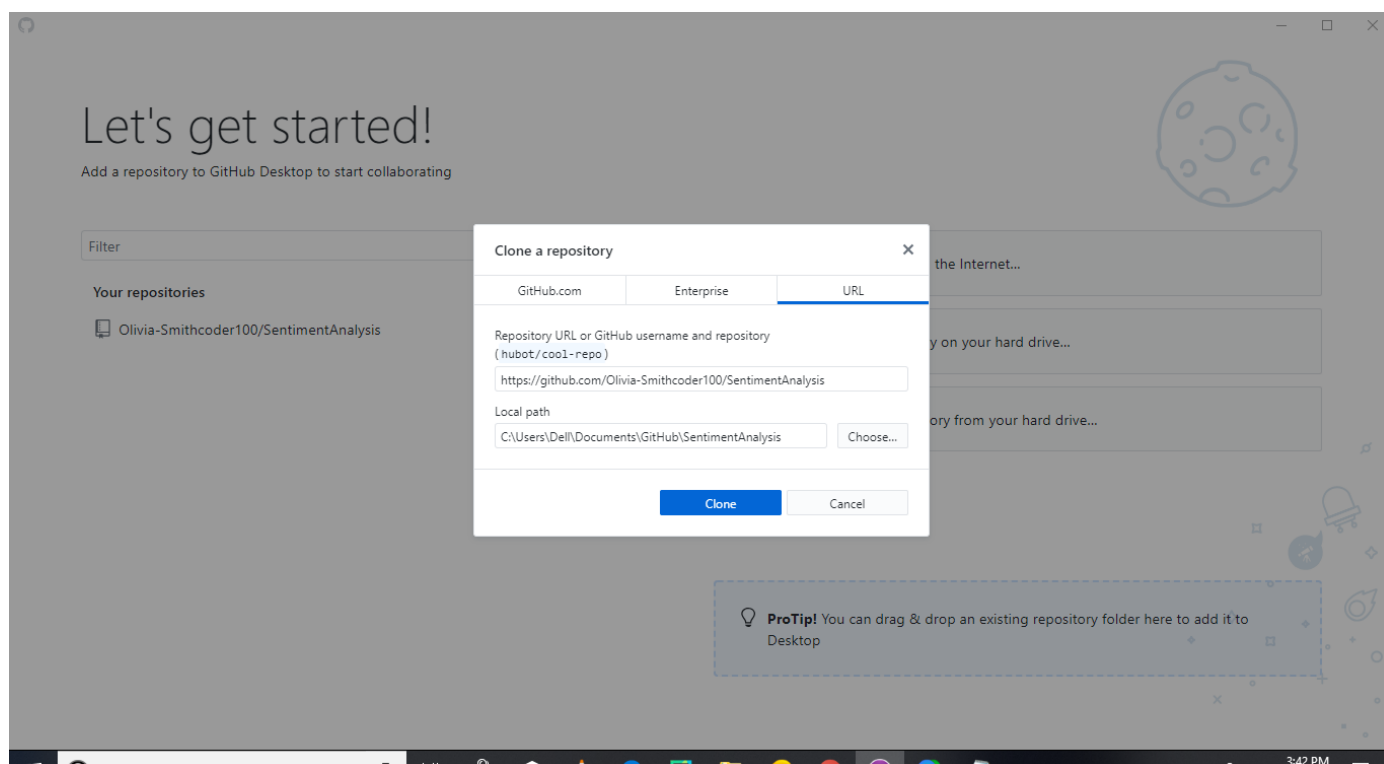 Let's get started!
Add a repository to GitHub Desktop to start collaborating
Filter
Your repositories
Olivia-Smithcoder100/SentimentAnalysis
Clone a repository
GitHub.com Enterprise URL
Repository URL or GitHub username and repository
(hubot/cool-repo)
https://github.com/Olivia-Smithcoder100/SentimentAnalysis
Local path
C:\Users\Dell\Documents\GitHub\SentimentAnalysis Choose...
Clone Cancel
the Internet...
y on your hard drive...
ory from your hard drive...
ProTip! You can drag & drop an existing repository folder here to add it to
Desktop
3:42 PM